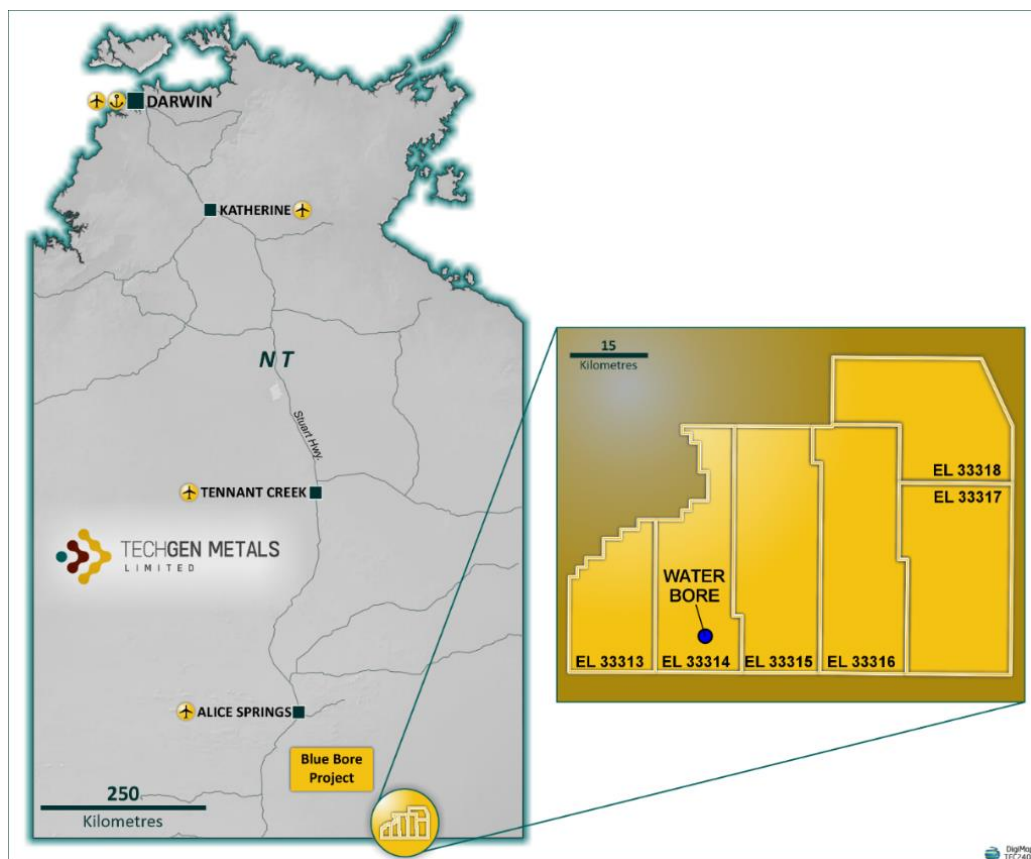 DARWIN
KATHERINE
NT
Stuart Hwy.
TENNANT CREEK
TECHGEN METALS
LIMITED
ALICE SPRINGS
Blue Bore
Project
250
Kilometres
15
Kilometres
EL 33318
EL 33317
WATER
BORE
EL 33313
EL 33314
EL 33315
EL 33316